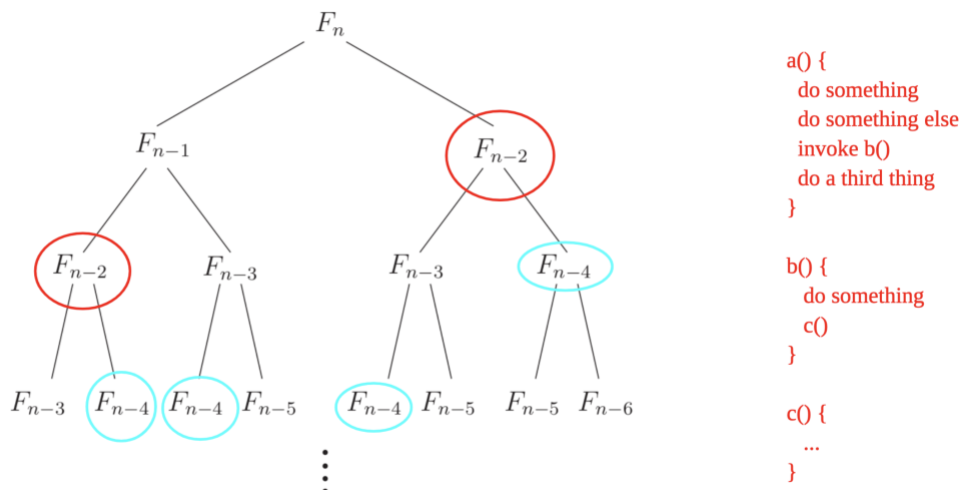 Fₙ
Fₙ₋₁ Fₙ₋₂
Fₙ₋₂ Fₙ₋₃ Fₙ₋₃ Fₙ₋₄
Fₙ₋₃ Fₙ₋₄ Fₙ₋₄ Fₙ₋₅ Fₙ₋₄ Fₙ₋₅ Fₙ₋₅ Fₙ₋₆
a() {
do something
do something else
invoke b()
do a third thing
}
b() {
do something
c()
}
c() {
...
}